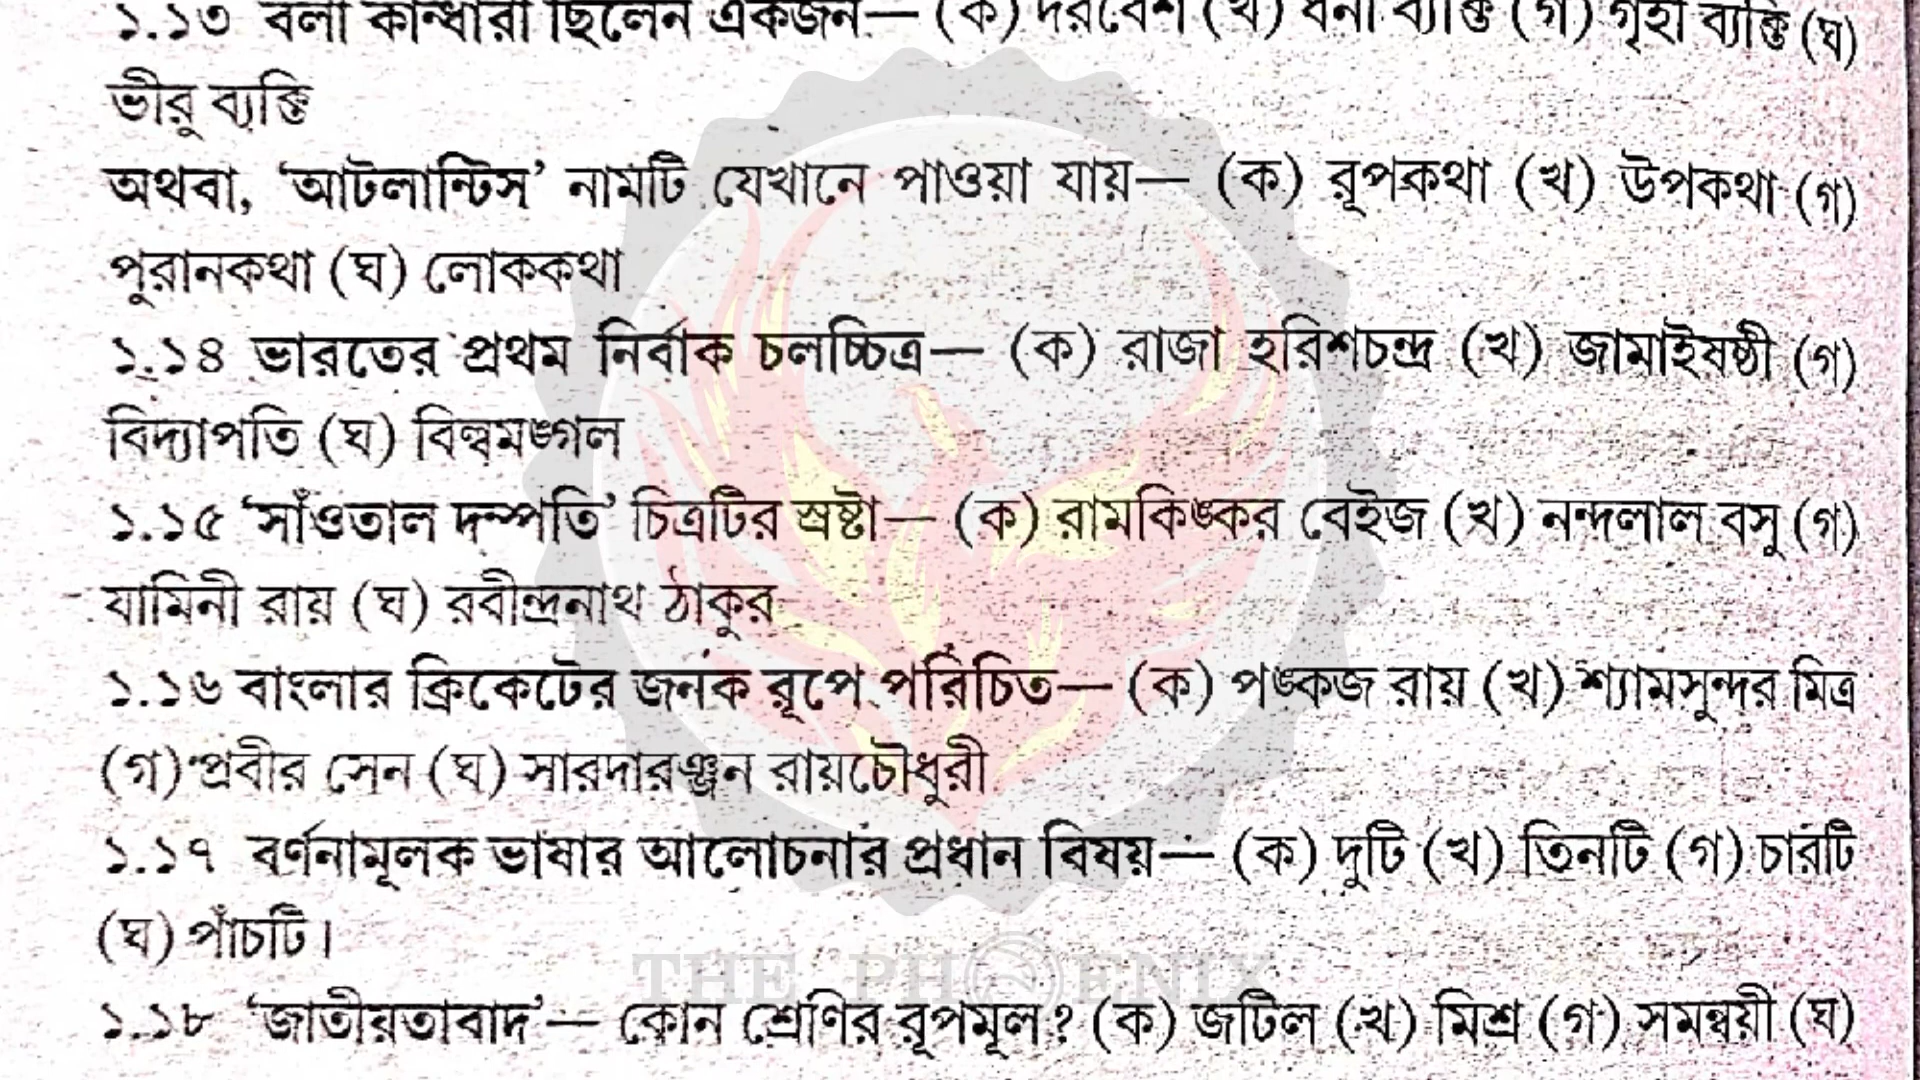 ১.১৩ বলী কান্ধারী ছিলেন একজন— (ক) দরবেশ (খ) ধনী ব্যক্তি (গ) গৃহী ব্যক্তি (ঘ)
ভীরু ব্যক্তি
অথবা, ‘আটলান্টিস’ নামটি যেখানে পাওয়া যায়— (ক) রূপকথা (খ) উপকথা (গ)
পুরানকথা (ঘ) লোককথা
১.১৪ ভারতের প্রথম নির্বাক চলচ্চিত্র— (ক) রাজা হরিশচন্দ্র (খ) জামাইষষ্ঠী (গ)
বিদ্যাপতি (ঘ) বিল্বমঙ্গল
১.১৫ ‘সাঁওতাল দম্পতি’ চিত্রটির স্রষ্টা— (ক) রামকিঙ্কর বেইজ (খ) নন্দলাল বসু (গ)
যামিনী রায় (ঘ) রবীন্দ্রনাথ ঠাকুর
১.১৬ বাংলার ক্রিকেটের জনক রূপে পরিচিত— (ক) পঙ্কজ রায় (খ) শ্যামসুন্দর মিত্র
(গ) প্রবীর সেন (ঘ) সারদারঞ্জন রায়চৌধুরী
১.১৭ বর্ণনামূলক ভাষার আলোচনার প্রধান বিষয়— (ক) দুটি (খ) তিনটি (গ) চারটি
(ঘ) পাঁচটি।
THE PHOENIX
১.১৮ ‘জাতীয়তাবাদ’— কোন শ্রেণির রূপমূল? (ক) জটিল (খ) মিশ্র (গ) সমন্বয়ী (ঘ)